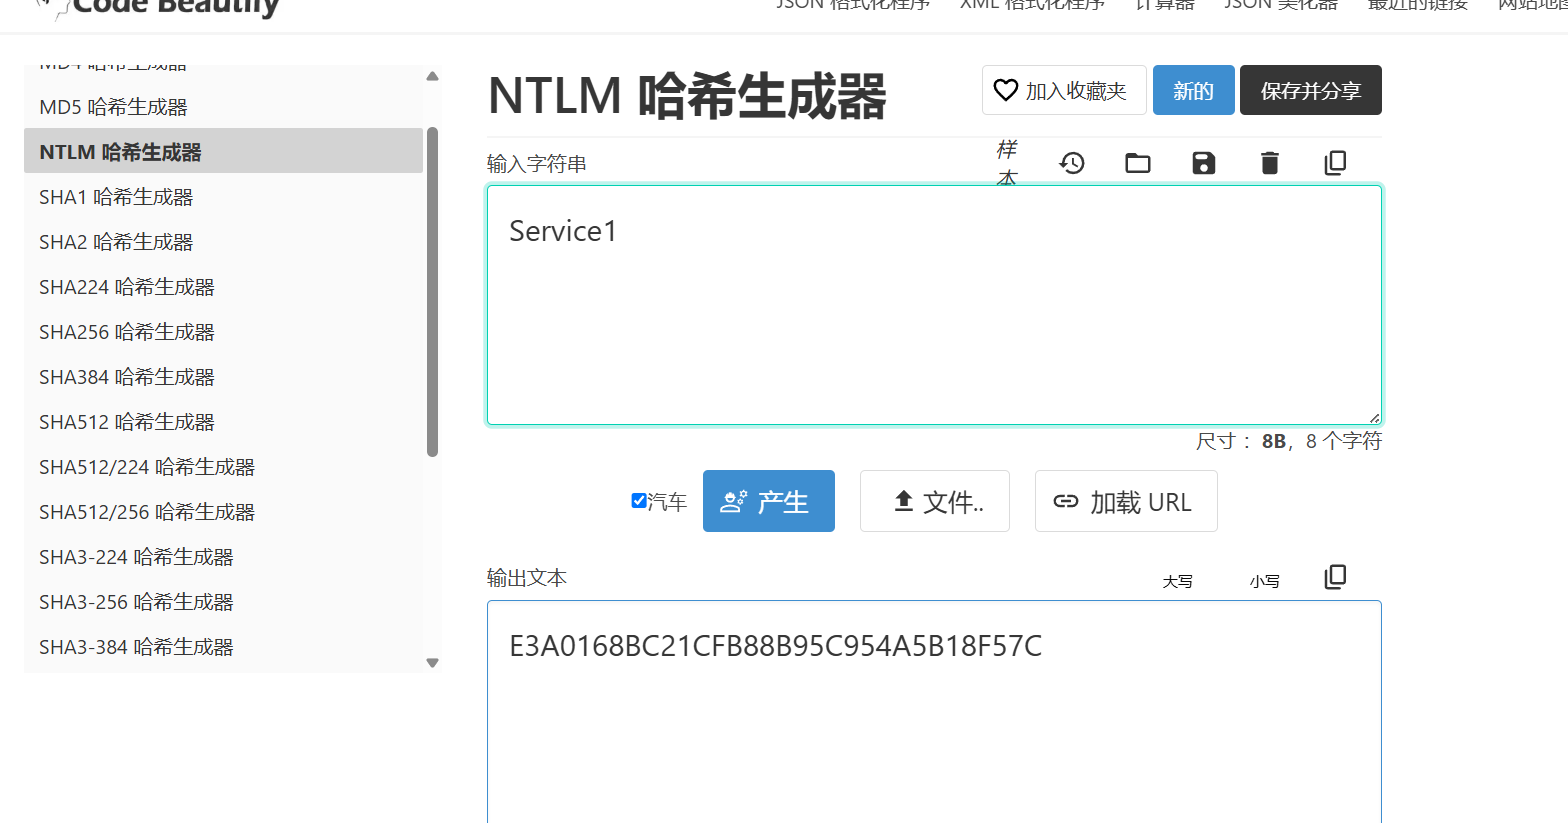 Code Beautify
JSON 格式化程序
XML 格式化程序
计算器
JSON 美化器
最近的链接
网站地图
MD4 哈希生成器
MD5 哈希生成器
NTLM 哈希生成器
SHA1 哈希生成器
SHA2 哈希生成器
SHA224 哈希生成器
SHA256 哈希生成器
SHA384 哈希生成器
SHA512 哈希生成器
SHA512/224 哈希生成器
SHA512/256 哈希生成器
SHA3-224 哈希生成器
SHA3-256 哈希生成器
SHA3-384 哈希生成器
NTLM 哈希生成器
加入收藏夹
新的
保存并分享
输入字符串
样
本
Service1
尺寸： 8B，8 个字符
汽车
产生
文件..
加载 URL
输出文本
大写
小写
E3A0168BC21CFB88B95C954A5B18F57C